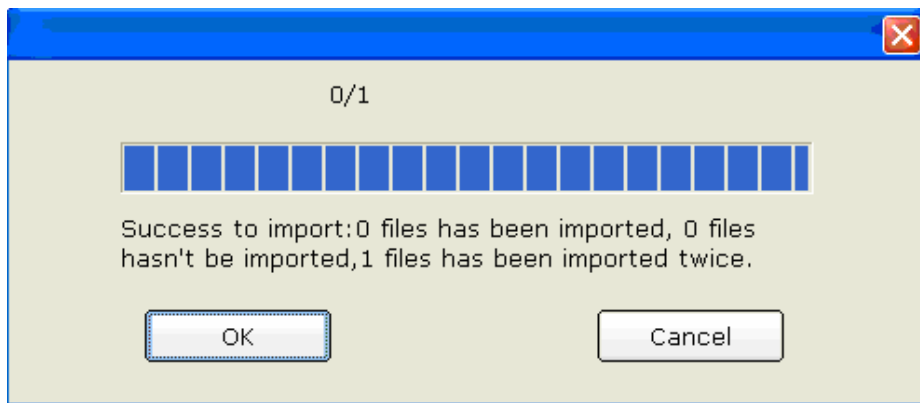 0/1
Success to import:0 files has been imported, 0 files
hasn't be imported,1 files has been imported twice.
OK
Cancel